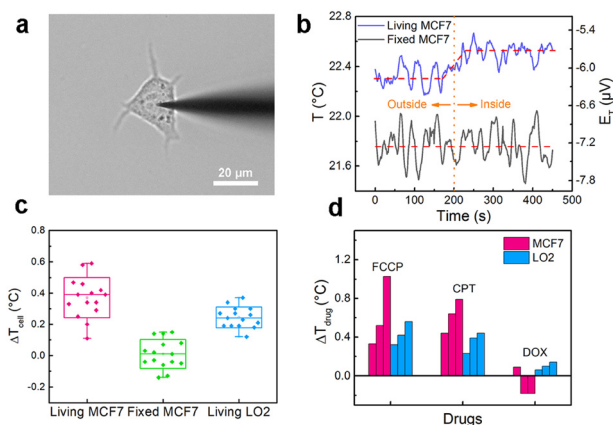 a
20 μm
b
Living MCF7
Fixed MCF7
22.8
22.4
22.0
21.6
T (°C)
Outside
Inside
-5.4
-6.0
-6.6
-7.2
-7.8
E_T (μV)
0 100 200 300 400 500
Time (s)
c
0.8
0.6
0.4
0.2
0.0
-0.2
ΔT_cell (°C)
Living MCF7 Fixed MCF7 Living LO2
d
MCF7
LO2
FCCP
CPT
DOX
1.2
0.8
0.4
0.0
ΔT_drug (°C)
Drugs